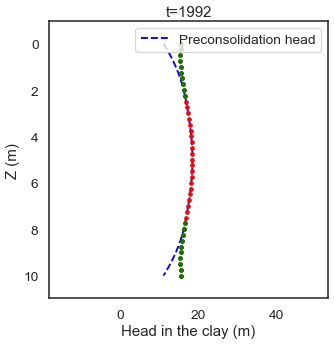 t=1992
Preconsolidation head
0
2
4
6
8
10
Z (m)
0 20 40
Head in the clay (m)